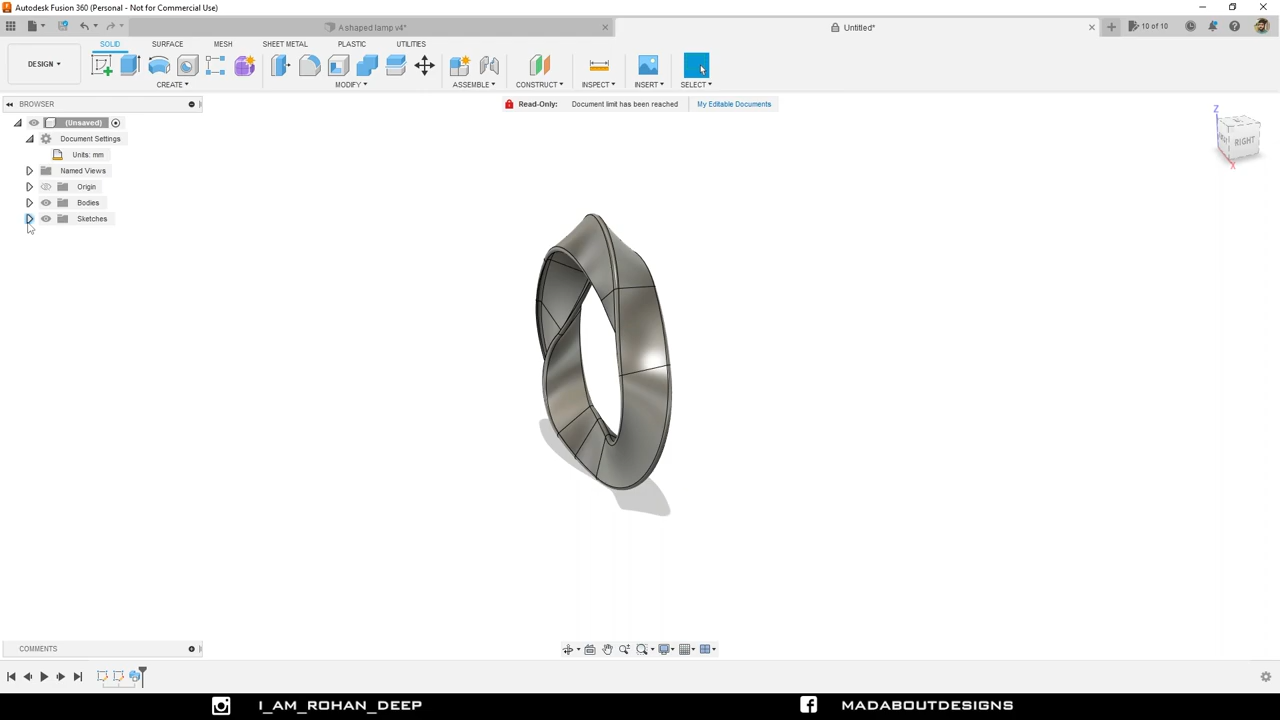 Autodesk Fusion 360 (Personal - Not for Commercial Use)
A shaped lamp v4*
Untitled*
10 of 10
DESIGN
SOLID
SURFACE
MESH
SHEET METAL
PLASTIC
UTILITIES
CREATE
MODIFY
ASSEMBLE
CONSTRUCT
INSPECT
INSERT
SELECT
BROWSER
Read-Only: Document limit has been reached My Editable Documents
(Unsaved)
Document Settings
Units: mm
Named Views
Origin
Bodies
Sketches
Z
RIGHT
X
COMMENTS
I_AM_ROHAN_DEEP
MADABOUTDESIGNS